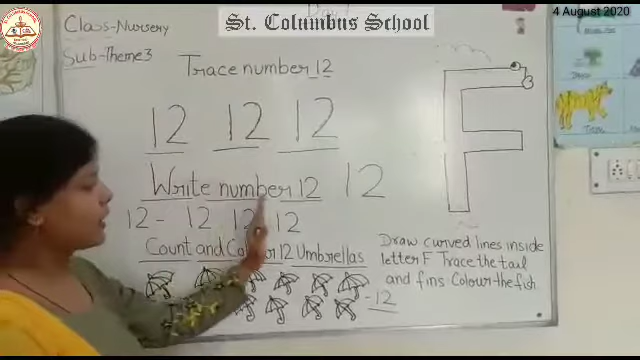 St. Columbus School
4 August 2020
Class-Nursery
Sub-Theme 3
Trace number 12
12 12 12
Write number 12 12
12 - 12 12 12
Count and Colour 12 Umbrellas
- 12
Draw curved lines inside
letter F Trace the tail
and fins Colour the fish
F